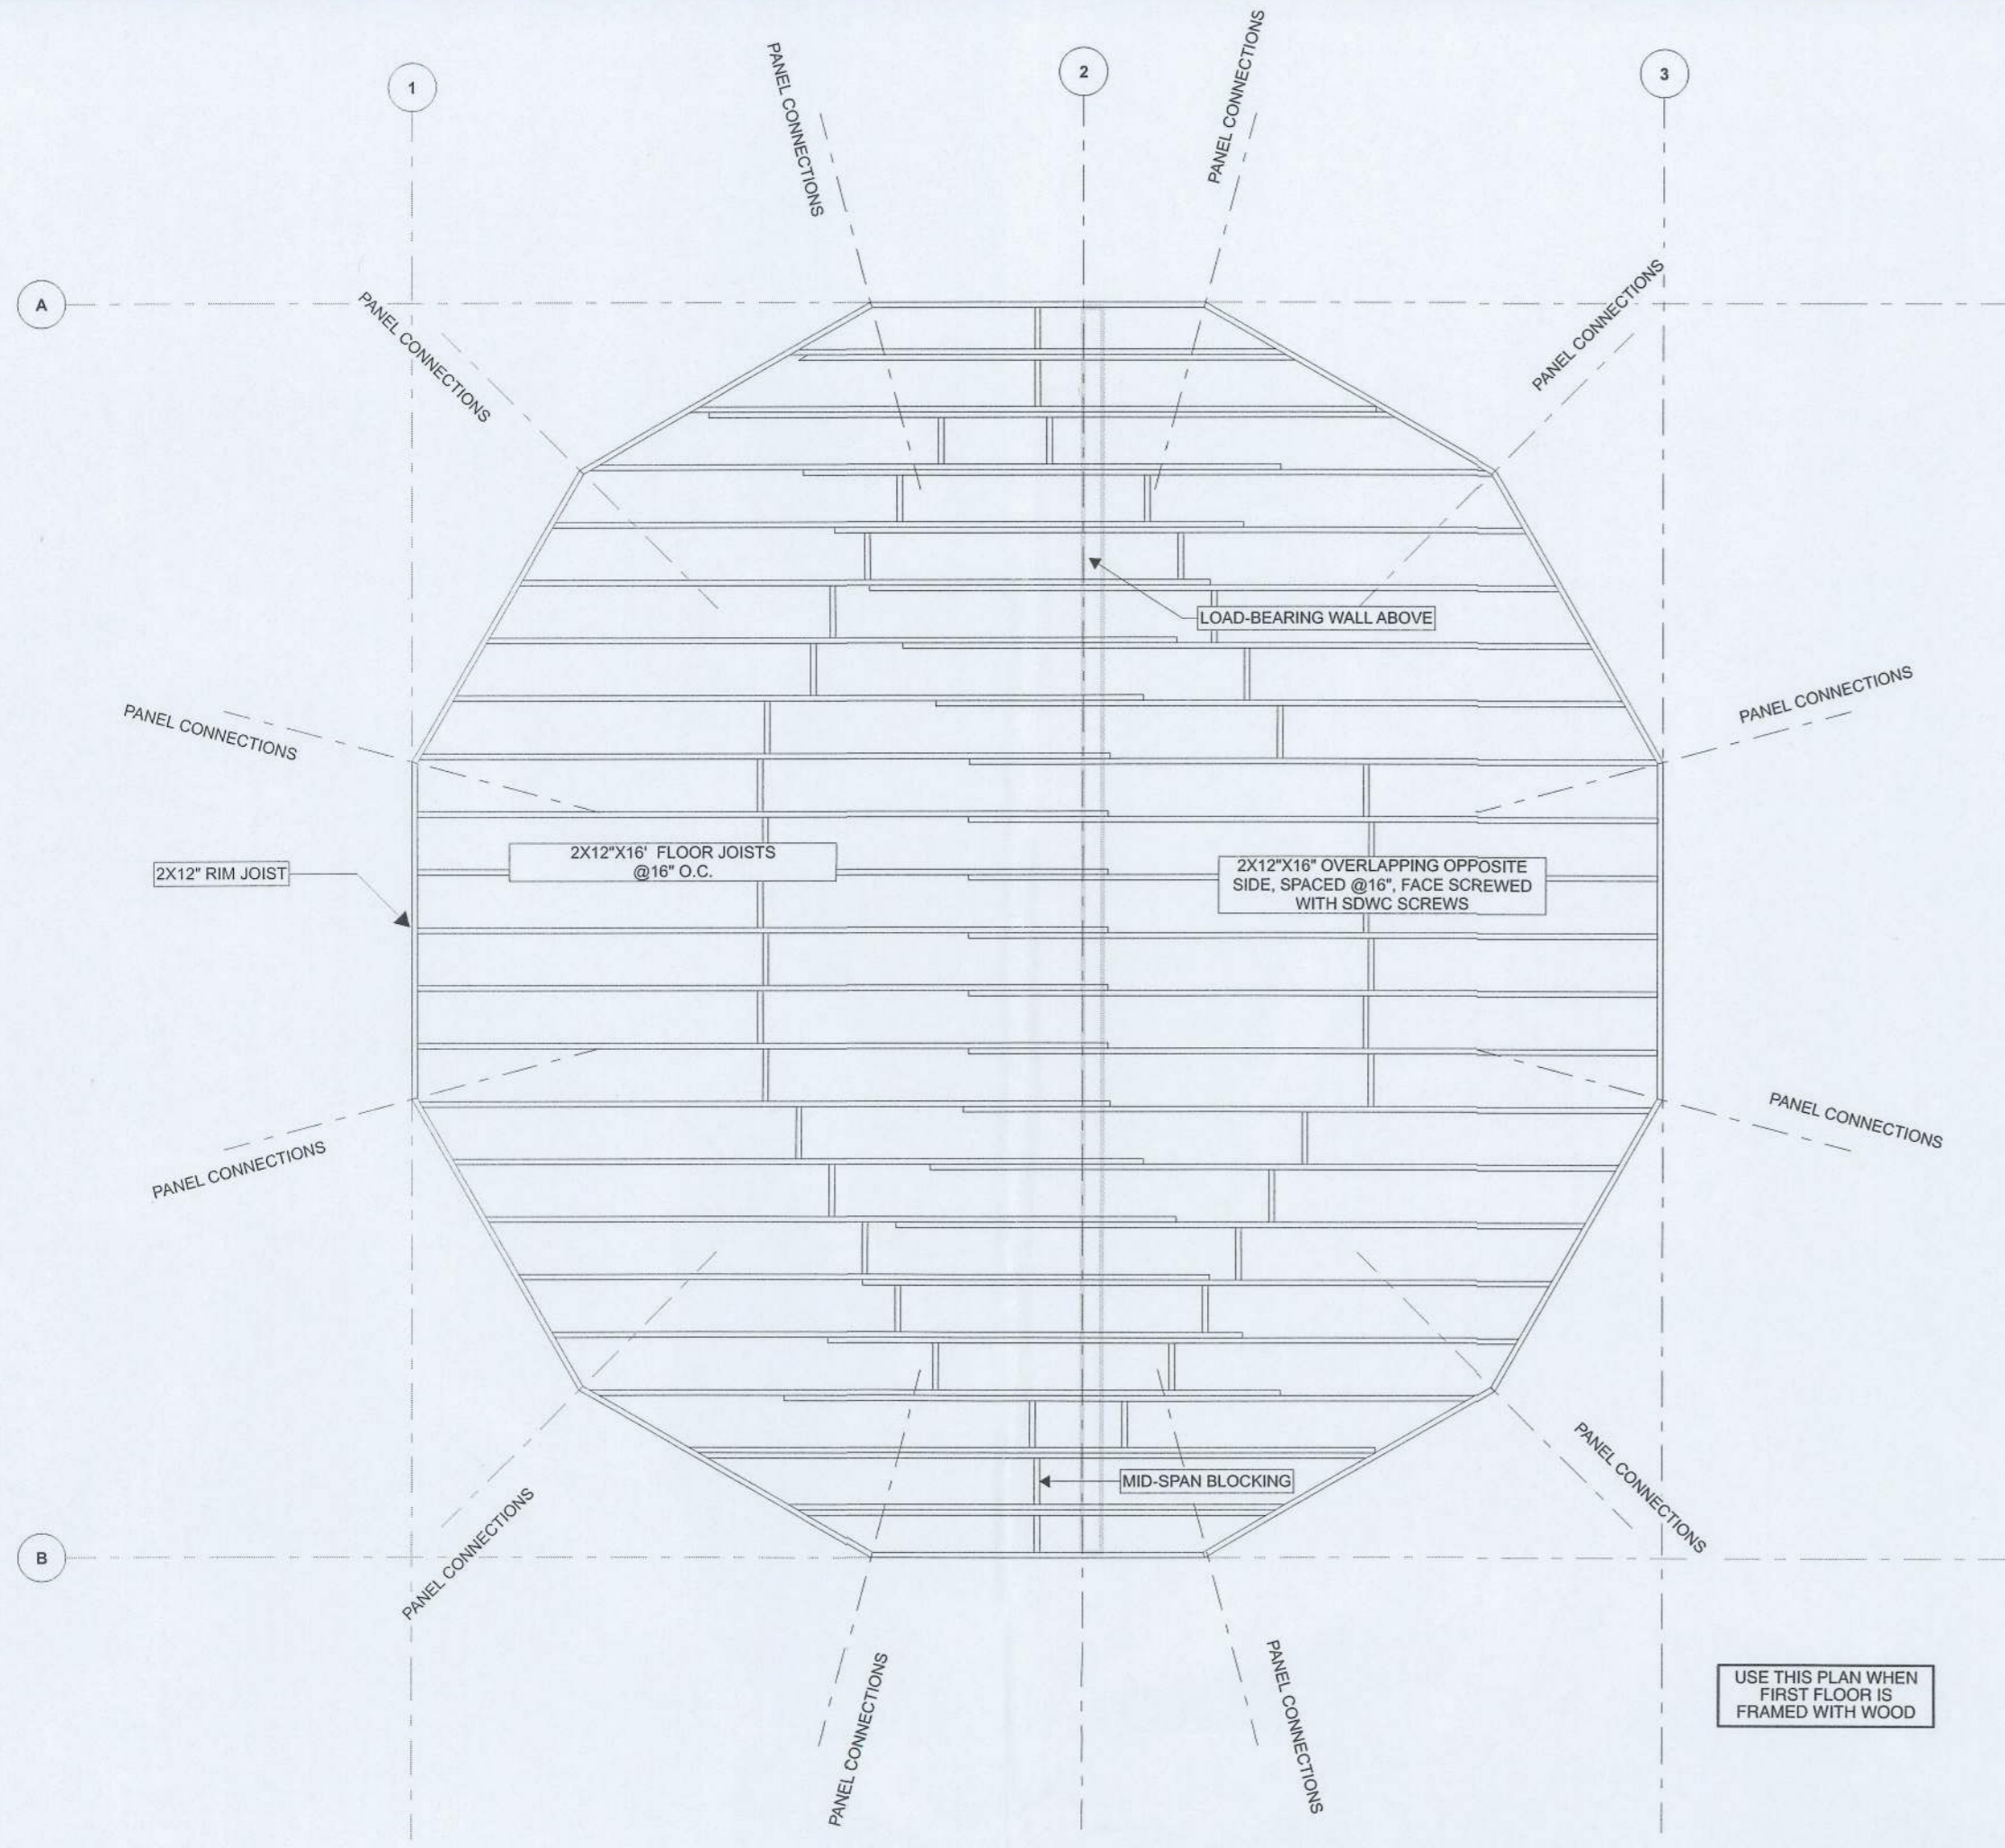 1
2
3
A
B
PANEL CONNECTIONS
PANEL CONNECTIONS
PANEL CONNECTIONS
PANEL CONNECTIONS
LOAD-BEARING WALL ABOVE
PANEL CONNECTIONS
PANEL CONNECTIONS
2X12" RIM JOIST
2X12"X16' FLOOR JOISTS
@16" O.C.
2X12"X16" OVERLAPPING OPPOSITE
SIDE, SPACED @16", FACE SCREWED
WITH SDWC SCREWS
PANEL CONNECTIONS
PANEL CONNECTIONS
MID-SPAN BLOCKING
PANEL CONNECTIONS
PANEL CONNECTIONS
PANEL CONNECTIONS
PANEL CONNECTIONS
USE THIS PLAN WHEN
FIRST FLOOR IS
FRAMED WITH WOOD